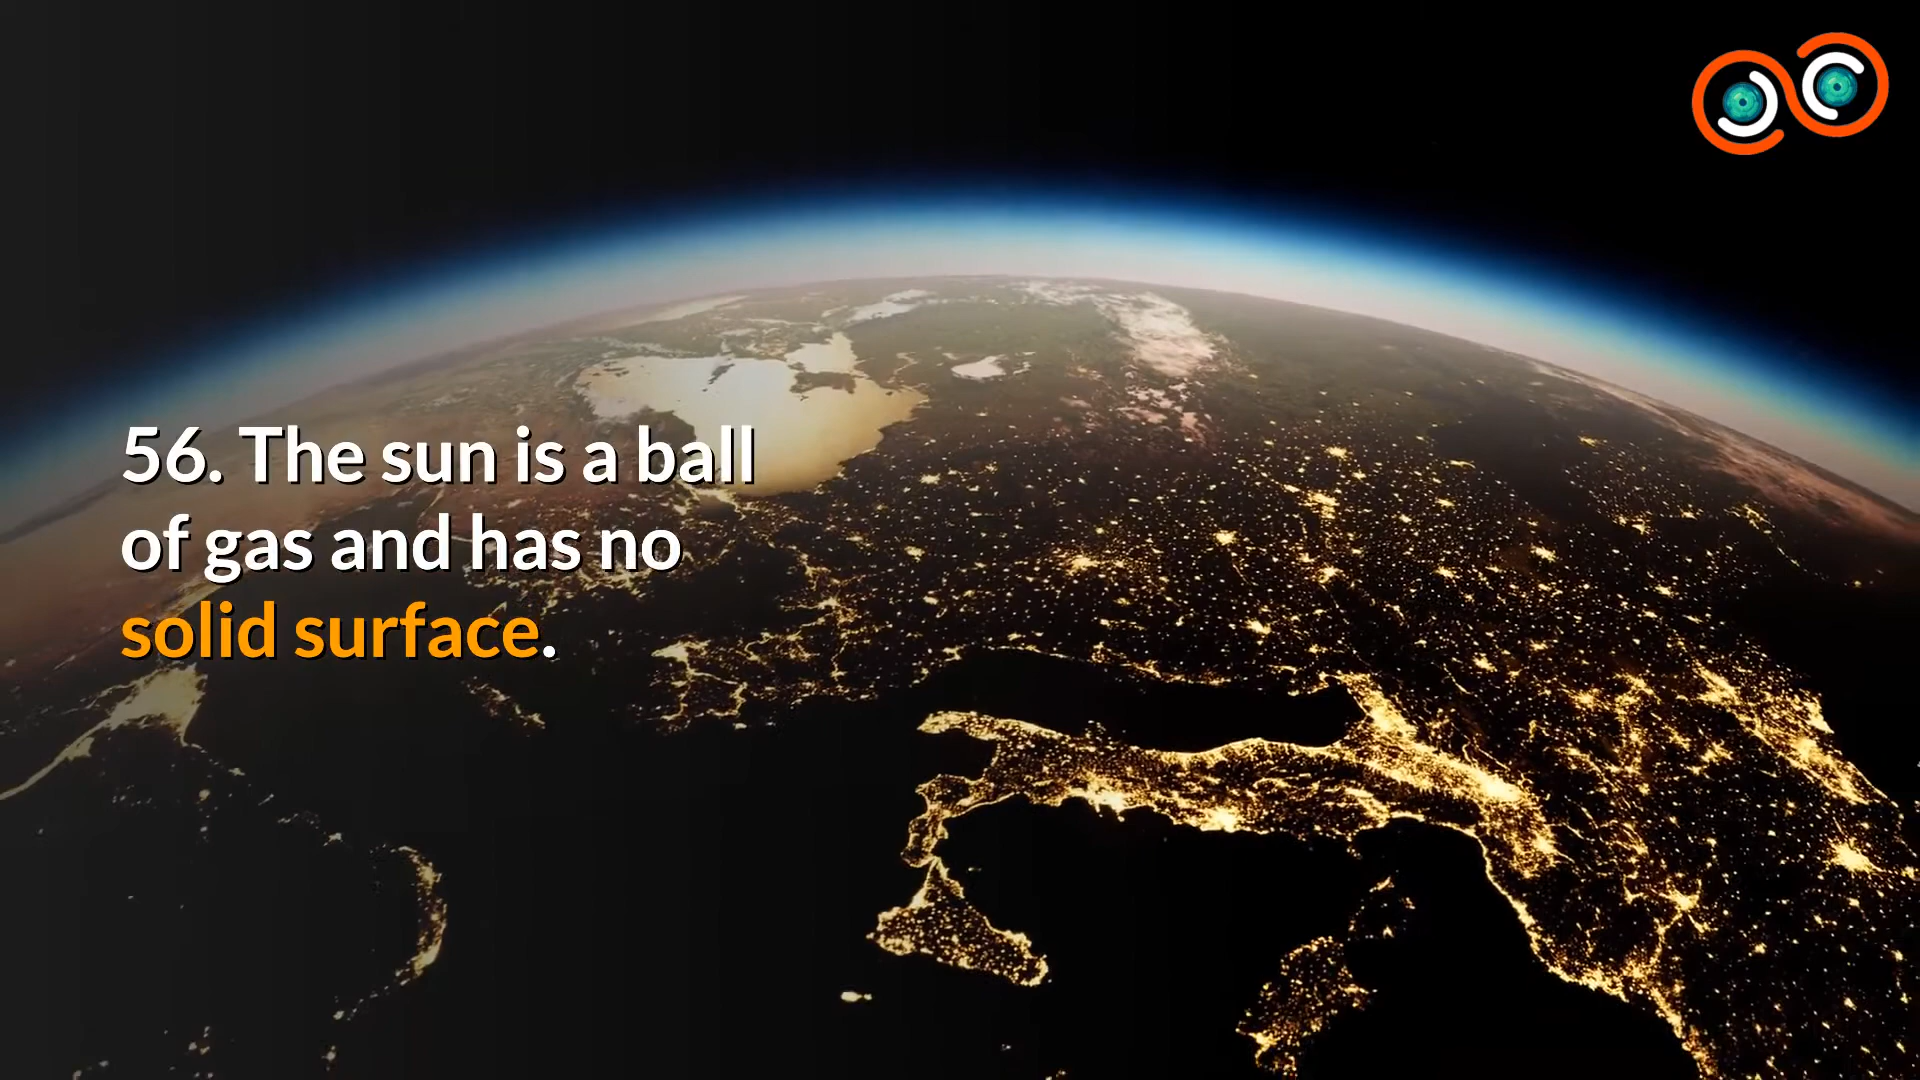 56. The sun is a ball
of gas and has no
solid surface.